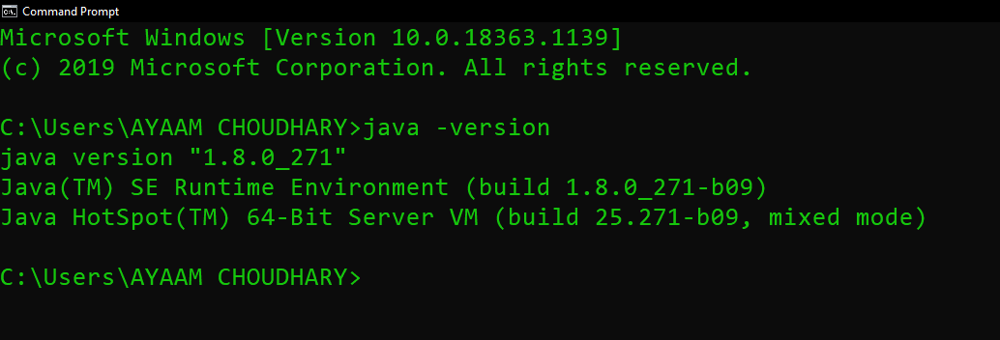 Command Prompt
Microsoft Windows [Version 10.0.18363.1139]
(c) 2019 Microsoft Corporation. All rights reserved.
C:\Users\AYAAM CHOUDHARY>java -version
java version "1.8.0_271"
Java(TM) SE Runtime Environment (build 1.8.0_271-b09)
Java HotSpot(TM) 64-Bit Server VM (build 25.271-b09, mixed mode)
C:\Users\AYAAM CHOUDHARY>